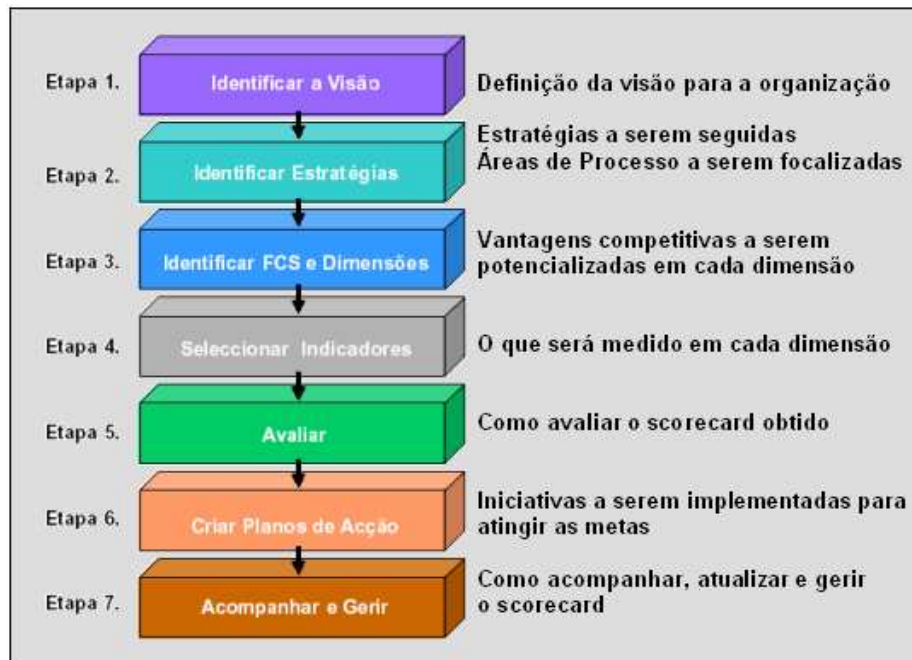 Etapa 1.
Identificar a Visão
Definição da visão para a organização
Etapa 2.
Identificar Estratégias
Estratégias a serem seguidas
Áreas de Processo a serem focalizadas
Etapa 3.
Identificar FCS e Dimensões
Vantagens competitivas a serem
potencializadas em cada dimensão
Etapa 4.
Seleccionar Indicadores
O que será medido em cada dimensão
Etapa 5.
Avaliar
Como avaliar o scorecard obtido
Etapa 6.
Criar Planos de Acção
Iniciativas a serem implementadas para
atingir as metas
Etapa 7.
Acompanhar e Gerir
Como acompanhar, atualizar e gerir
o scorecard